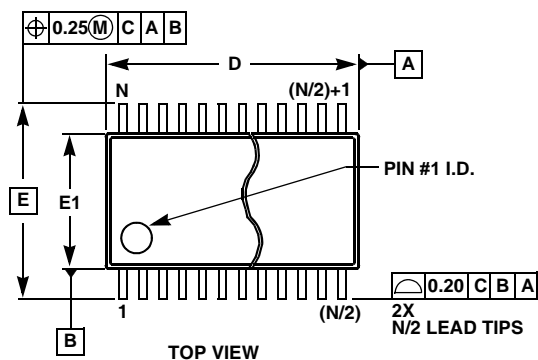 ⌖ 0.25 Ⓜ C A B
D
A
N (N/2)+1
PIN #1 I.D.
E
E1
⌓ 0.20 C B A
2X
N/2 LEAD TIPS
1 (N/2)
B
TOP VIEW